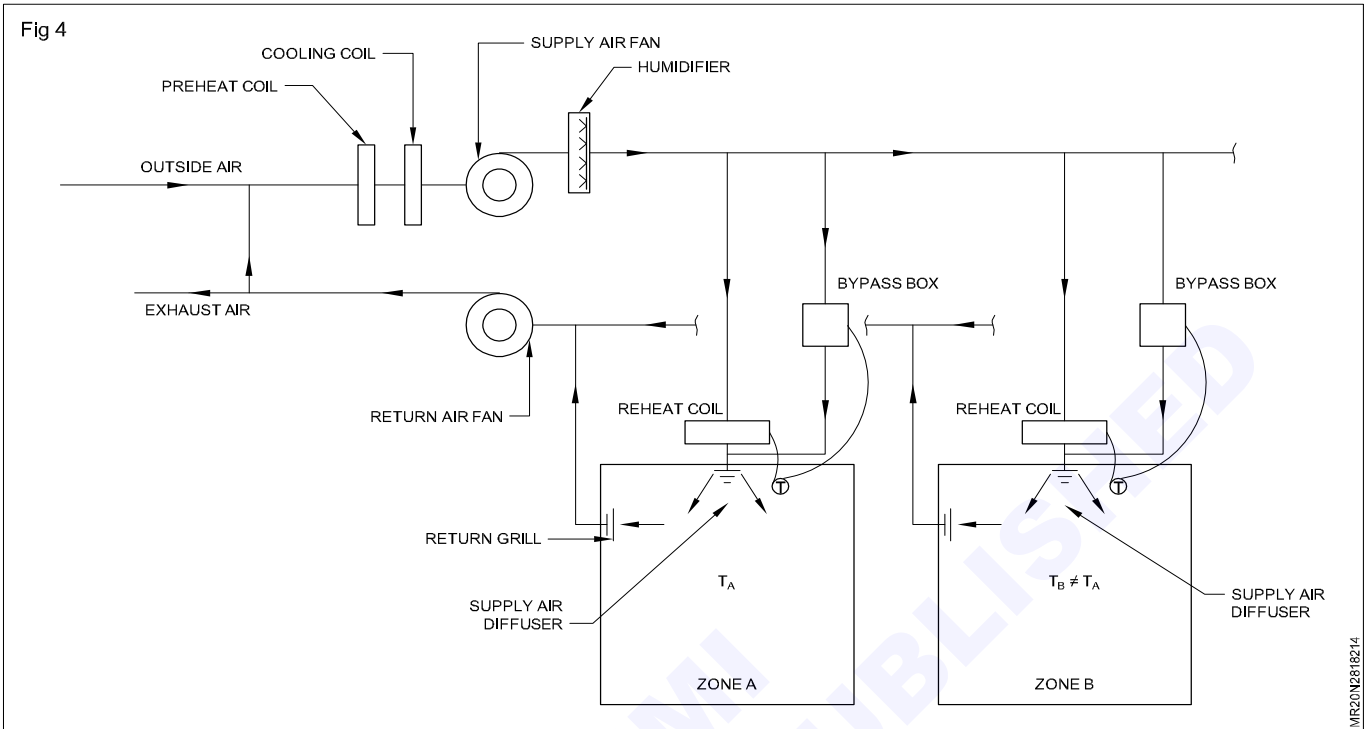 Fig 4
SUPPLY AIR FAN
COOLING COIL
HUMIDIFIER
PREHEAT COIL
OUTSIDE AIR
BYPASS BOX
BYPASS BOX
EXHAUST AIR
REHEAT COIL
REHEAT COIL
RETURN AIR FAN
T
T
RETURN GRILL
TA
TB ≠ TA
SUPPLY AIR
DIFFUSER
SUPPLY AIR
DIFFUSER
ZONE A
ZONE B
MR20N2818214
MI
UBLISHED